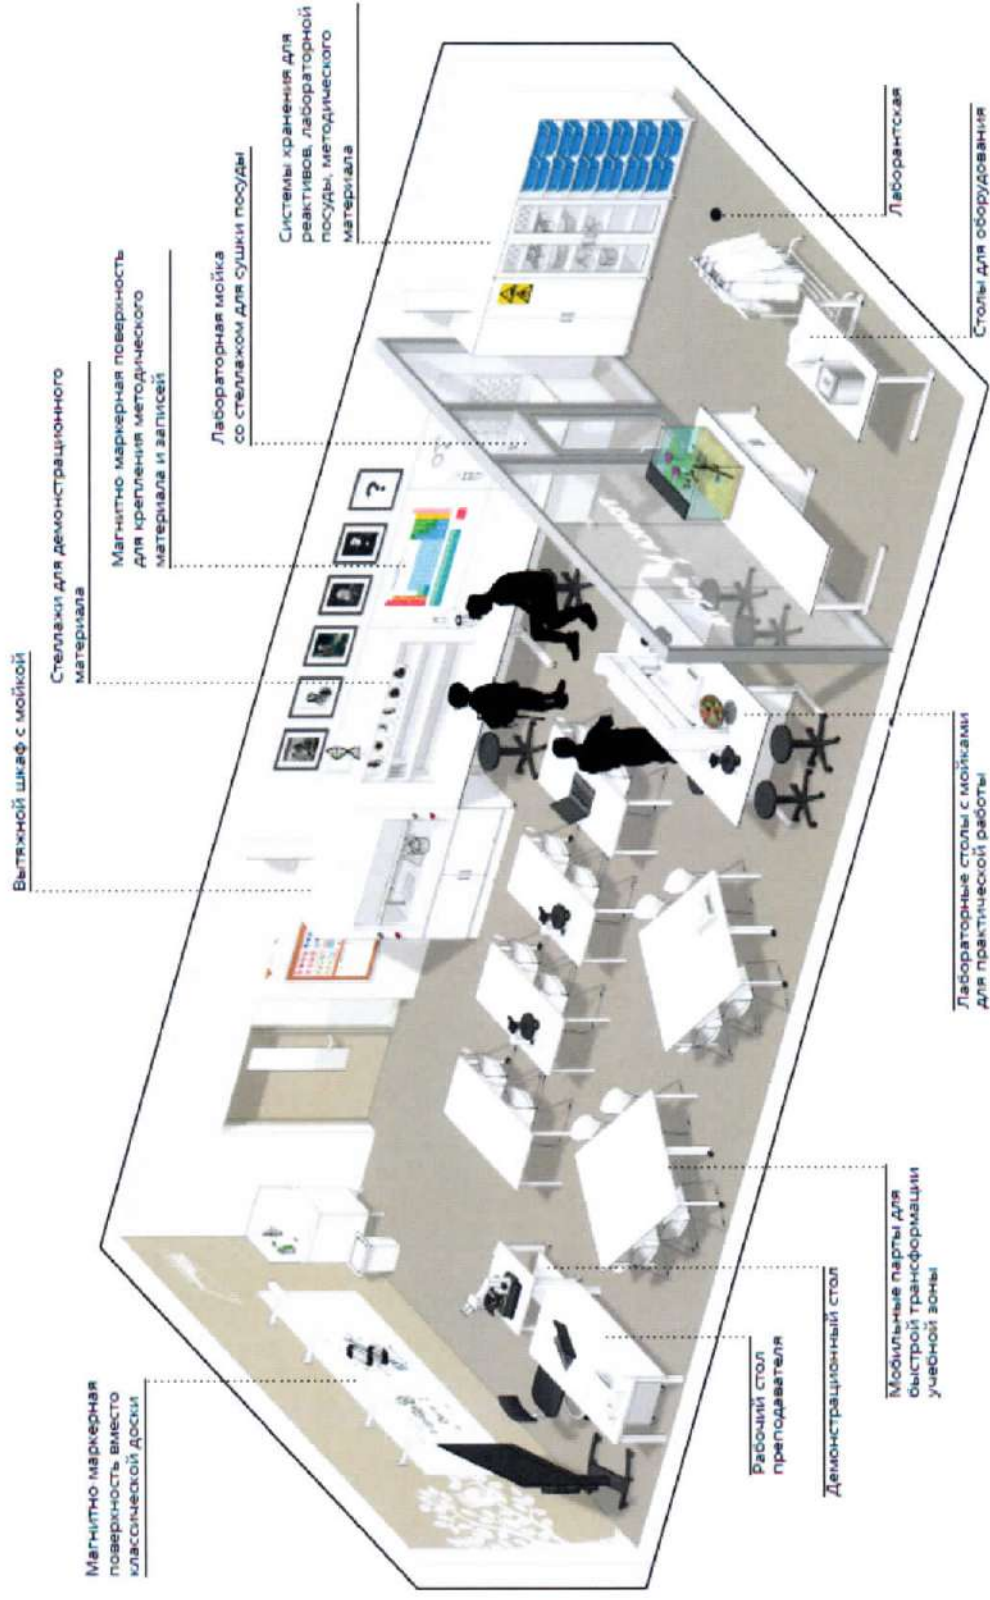 Магнитно-маркерная
поверхность вместо
классической доски
Вытяжной шкаф с мойкой
Стеллажи для демонстрационного
материала
Магнитно маркерная поверхность
для крепления методического
материала и записей
Лабораторная мойка
со стеллажом для сушки посуды
Системы хранения для
реактивов, лабораторной
посуды, методического
материала
?
Рабочий стол
преподавателя
Демонстрационный стол
Мобильные парты для
быстрой трансформации
учебной зоны
Лабораторные столы с мойками
для практической работы
Лаборантская
Столы для оборудования